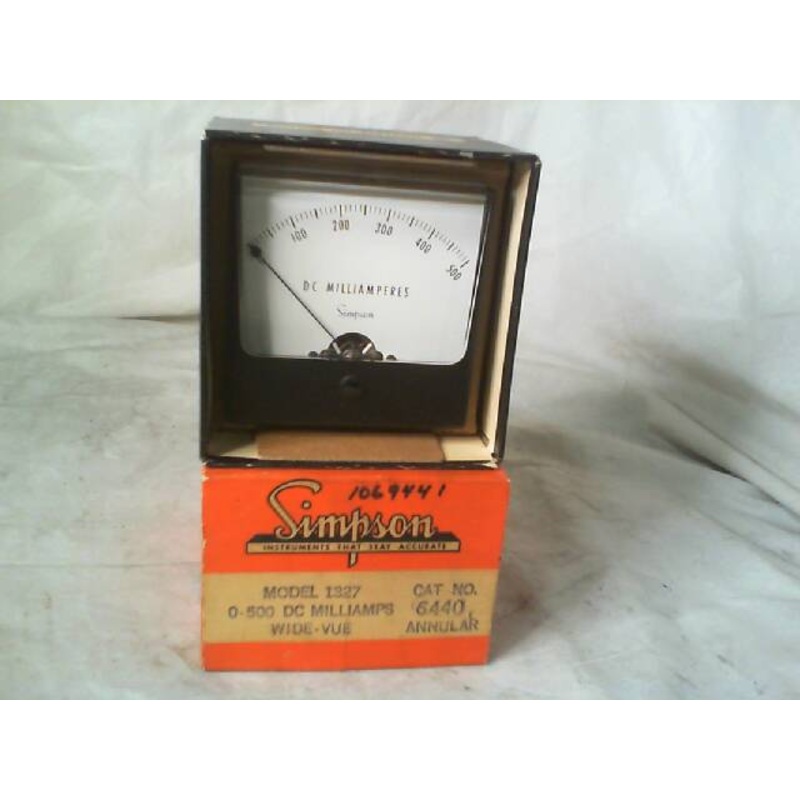 100 200 300 400 500
DC MILLIAMPERES
Simpson
1069441
Simpson
INSTRUMENTS THAT STAY ACCURATE
MODEL 1327 CAT NO.
0-500 DC MILLIAMPS 6440
WIDE-VUE ANNULAR